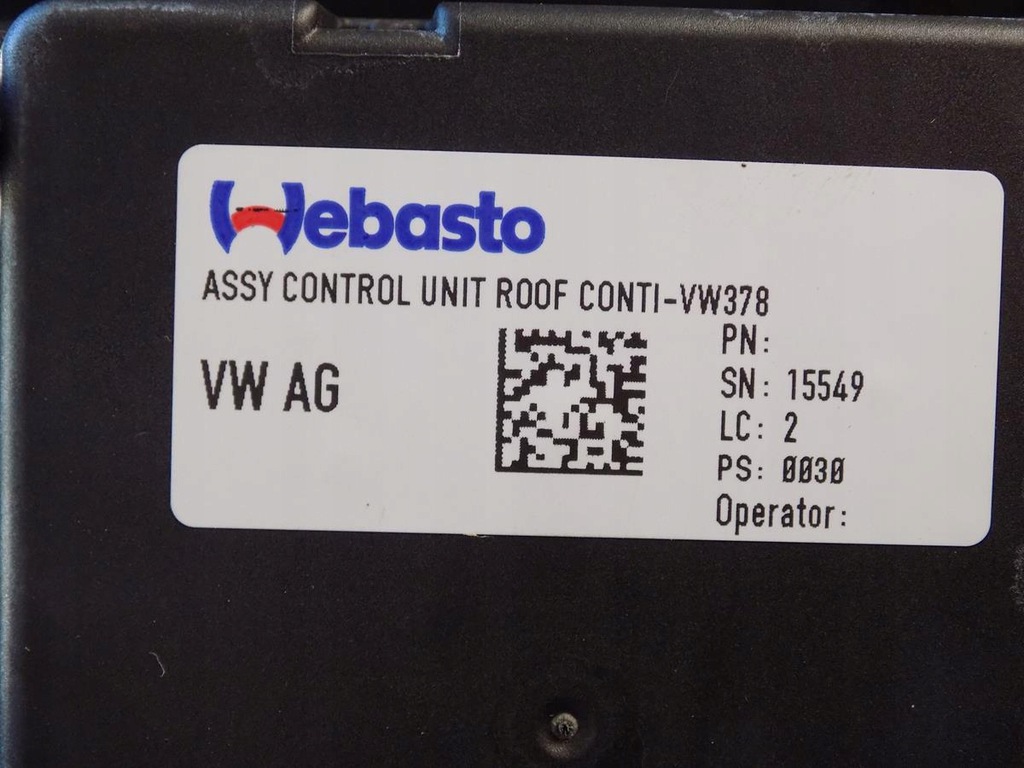 Webasto
ASSY CONTROL UNIT ROOF CONTI-VW378
VW AG
PN:
SN: 15549
LC: 2
PS: 0030
Operator: